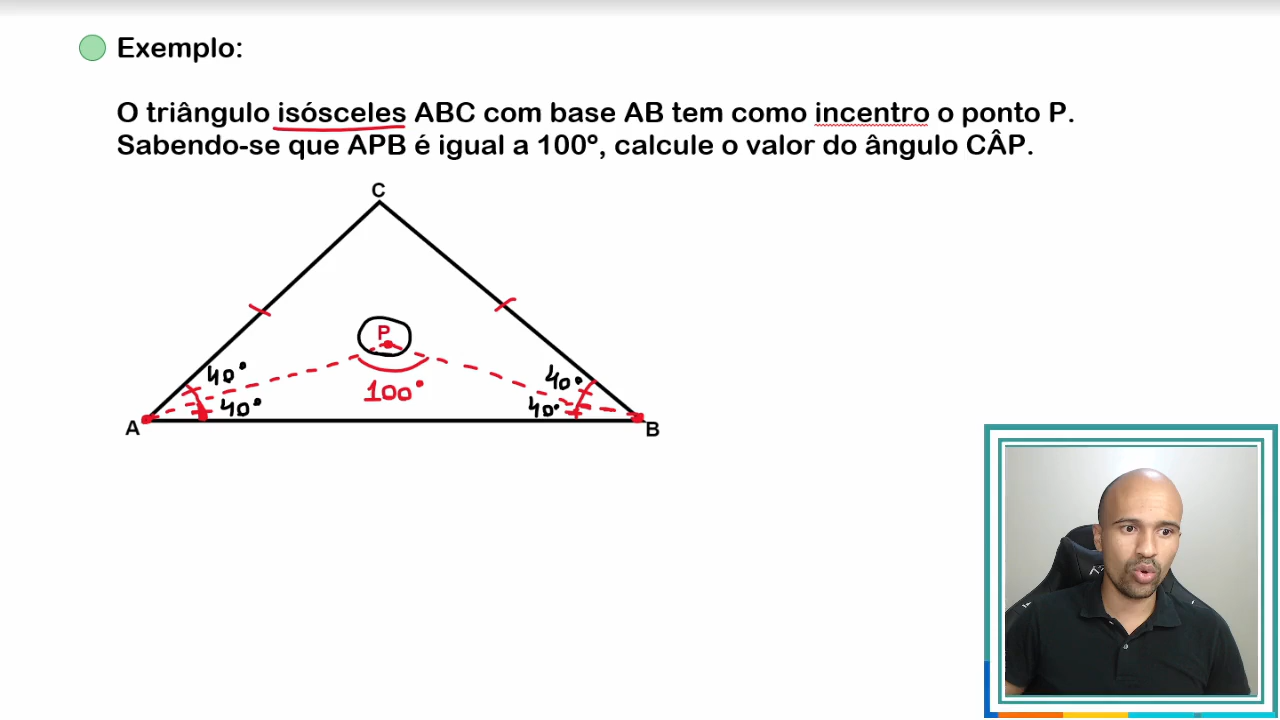 Exemplo:
O triângulo isósceles ABC com base AB tem como incentro o ponto P.
Sabendo-se que APB é igual a 100º, calcule o valor do ângulo CÂP.
C
P
40°
40°
100°
40°
40°
A
B